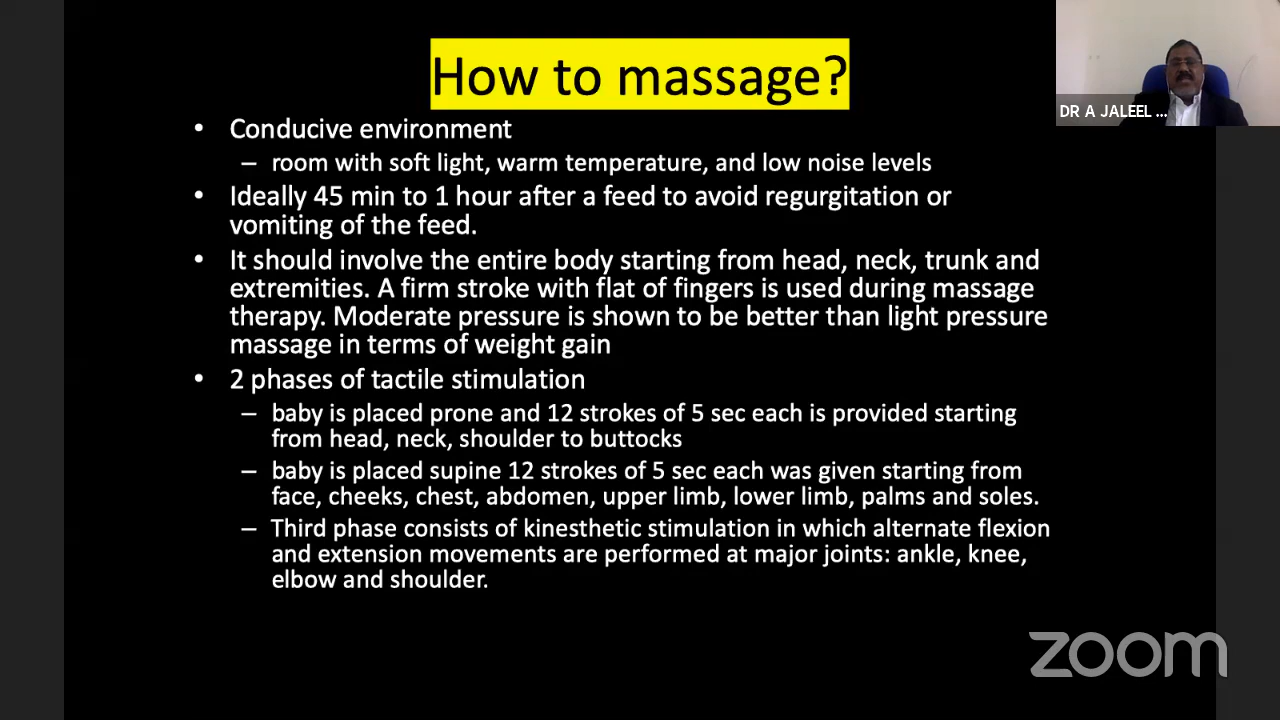 How to massage?
DR A JALEEL ...
• Conducive environment
– room with soft light, warm temperature, and low noise levels
• Ideally 45 min to 1 hour after a feed to avoid regurgitation or
vomiting of the feed.
• It should involve the entire body starting from head, neck, trunk and
extremities. A firm stroke with flat of fingers is used during massage
therapy. Moderate pressure is shown to be better than light pressure
massage in terms of weight gain
• 2 phases of tactile stimulation
– baby is placed prone and 12 strokes of 5 sec each is provided starting
from head, neck, shoulder to buttocks
– baby is placed supine 12 strokes of 5 sec each was given starting from
face, cheeks, chest, abdomen, upper limb, lower limb, palms and soles.
– Third phase consists of kinesthetic stimulation in which alternate flexion
and extension movements are performed at major joints: ankle, knee,
elbow and shoulder.
zoom